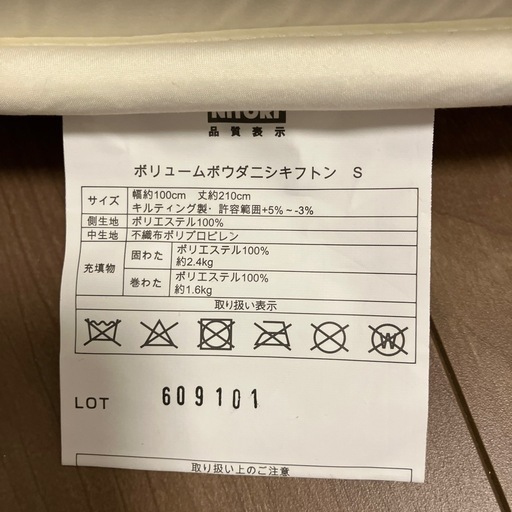 NITORI
品質表示
ボリュームボウダニシキフトン S
サイズ 幅約100cm 丈約210cm
キルティング製・許容範囲+5%～-3%
側生地 ポリエステル100%
中生地 不織布ポリプロピレン
充填物 固わた ポリエステル100%
約2.4kg
巻わた ポリエステル100%
約1.6kg
取り扱い表示
W
LOT 609101
取り扱い上のご注意